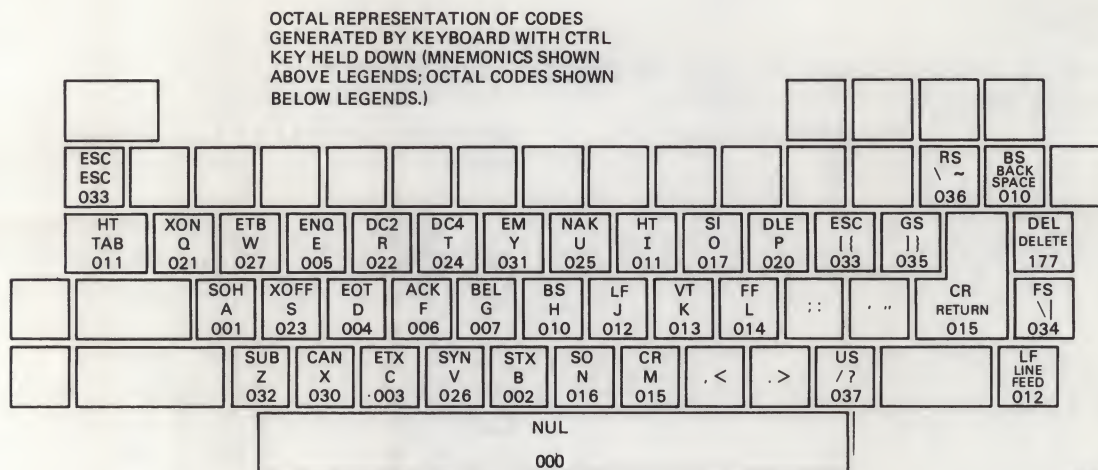 OCTAL REPRESENTATION OF CODES
GENERATED BY KEYBOARD WITH CTRL
KEY HELD DOWN (MNEMONICS SHOWN
ABOVE LEGENDS; OCTAL CODES SHOWN
BELOW LEGENDS.)
ESC RS BS
ESC \ ~ BACK
SPACE
033 036 010
HT XON ETB ENQ DC2 DC4 EM NAK HT SI DLE ESC GS DEL
TAB Q W E R T Y U I O P [ { ] } DELETE
011 021 027 005 022 024 031 025 011 017 020 033 035 177
SOH XOFF EOT ACK BEL BS LF VT FF CR FS
A S D F G H J K L ; : ' " RETURN \ |
001 023 004 006 007 010 012 013 014 015 034
SUB CAN ETX SYN STX SO CR US LF
Z X C V B N M , < . > / ? LINE
FEED
032 030 003 026 002 016 015 037 012
NUL
000